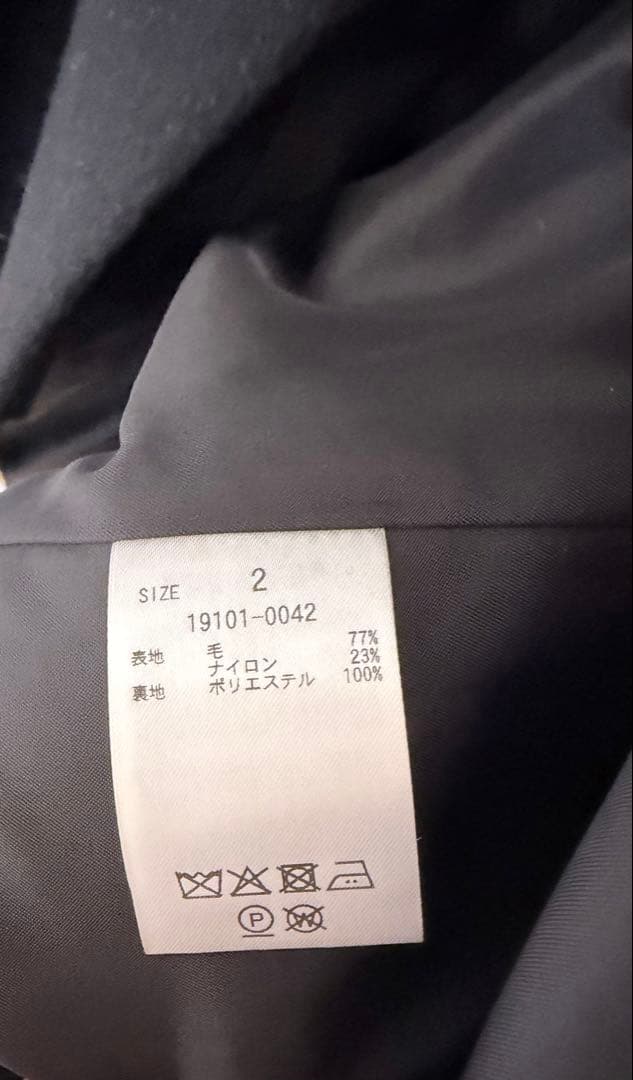 SIZE 2
19101-0042
表地 毛 77%
ナイロン 23%
裏地 ポリエステル 100%
P
W